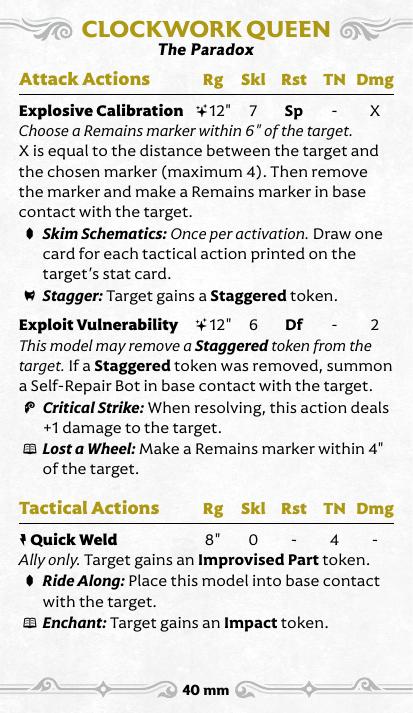 CLOCKWORK QUEEN
The Paradox
Attack Actions Rg Skl Rst TN Dmg
Explosive Calibration 12" 7 Sp - X
Choose a Remains marker within 6" of the target.
X is equal to the distance between the target and
the chosen marker (maximum 4). Then remove
the marker and make a Remains marker in base
contact with the target.
Skim Schematics: Once per activation. Draw one
card for each tactical action printed on the
target's stat card.
Stagger: Target gains a Staggered token.
Exploit Vulnerability 12" 6 Df - 2
This model may remove a Staggered token from the
target. If a Staggered token was removed, summon
a Self-Repair Bot in base contact with the target.
Critical Strike: When resolving, this action deals
+1 damage to the target.
Lost a Wheel: Make a Remains marker within 4"
of the target.
Tactical Actions Rg Skl Rst TN Dmg
Quick Weld 8" 0 - 4 -
Ally only. Target gains an Improvised Part token.
Ride Along: Place this model into base contact
with the target.
Enchant: Target gains an Impact token.
40 mm